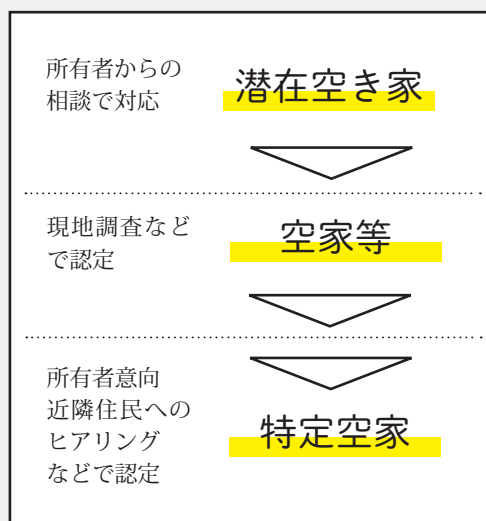 所有者からの
相談で対応
潜在空き家
現地調査など
で認定
空家等
所有者意向
近隣住民への
ヒアリング
などで認定
特定空家